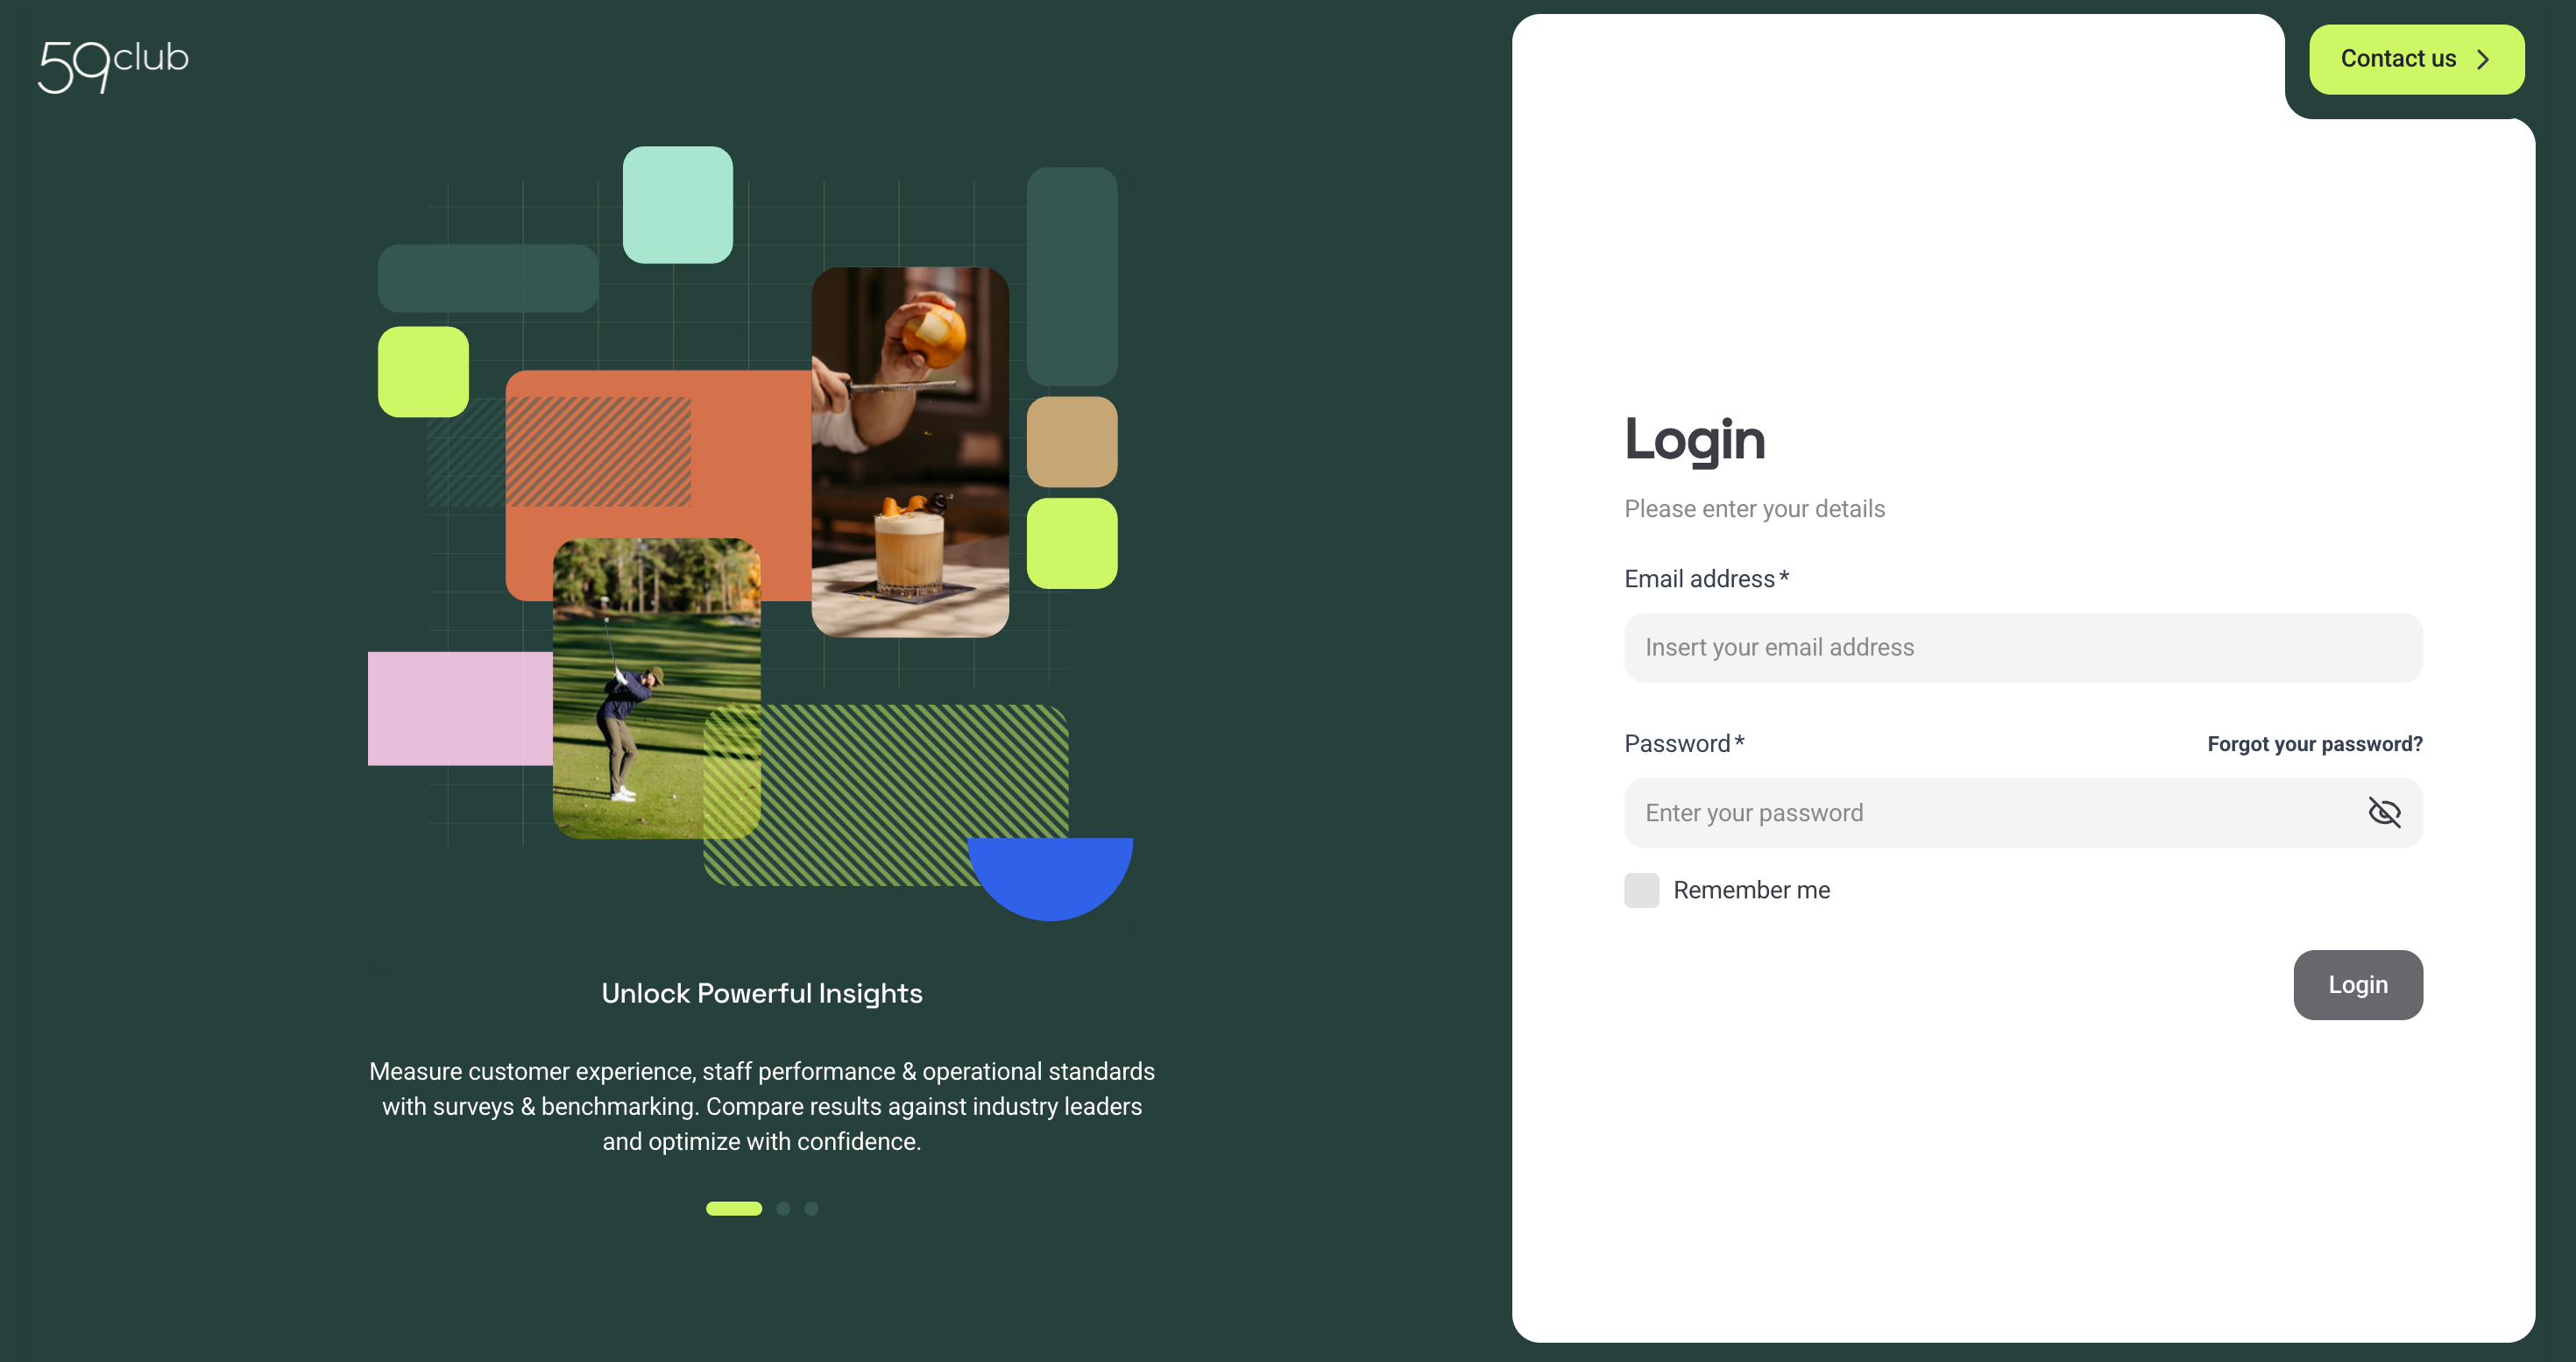 59club
Contact us
Unlock Powerful Insights
Measure customer experience, staff performance & operational standards
with surveys & benchmarking. Compare results against industry leaders
and optimize with confidence.
Login
Please enter your details
Email address*
Insert your email address
Password*
Forgot your password?
Enter your password
Remember me
Login